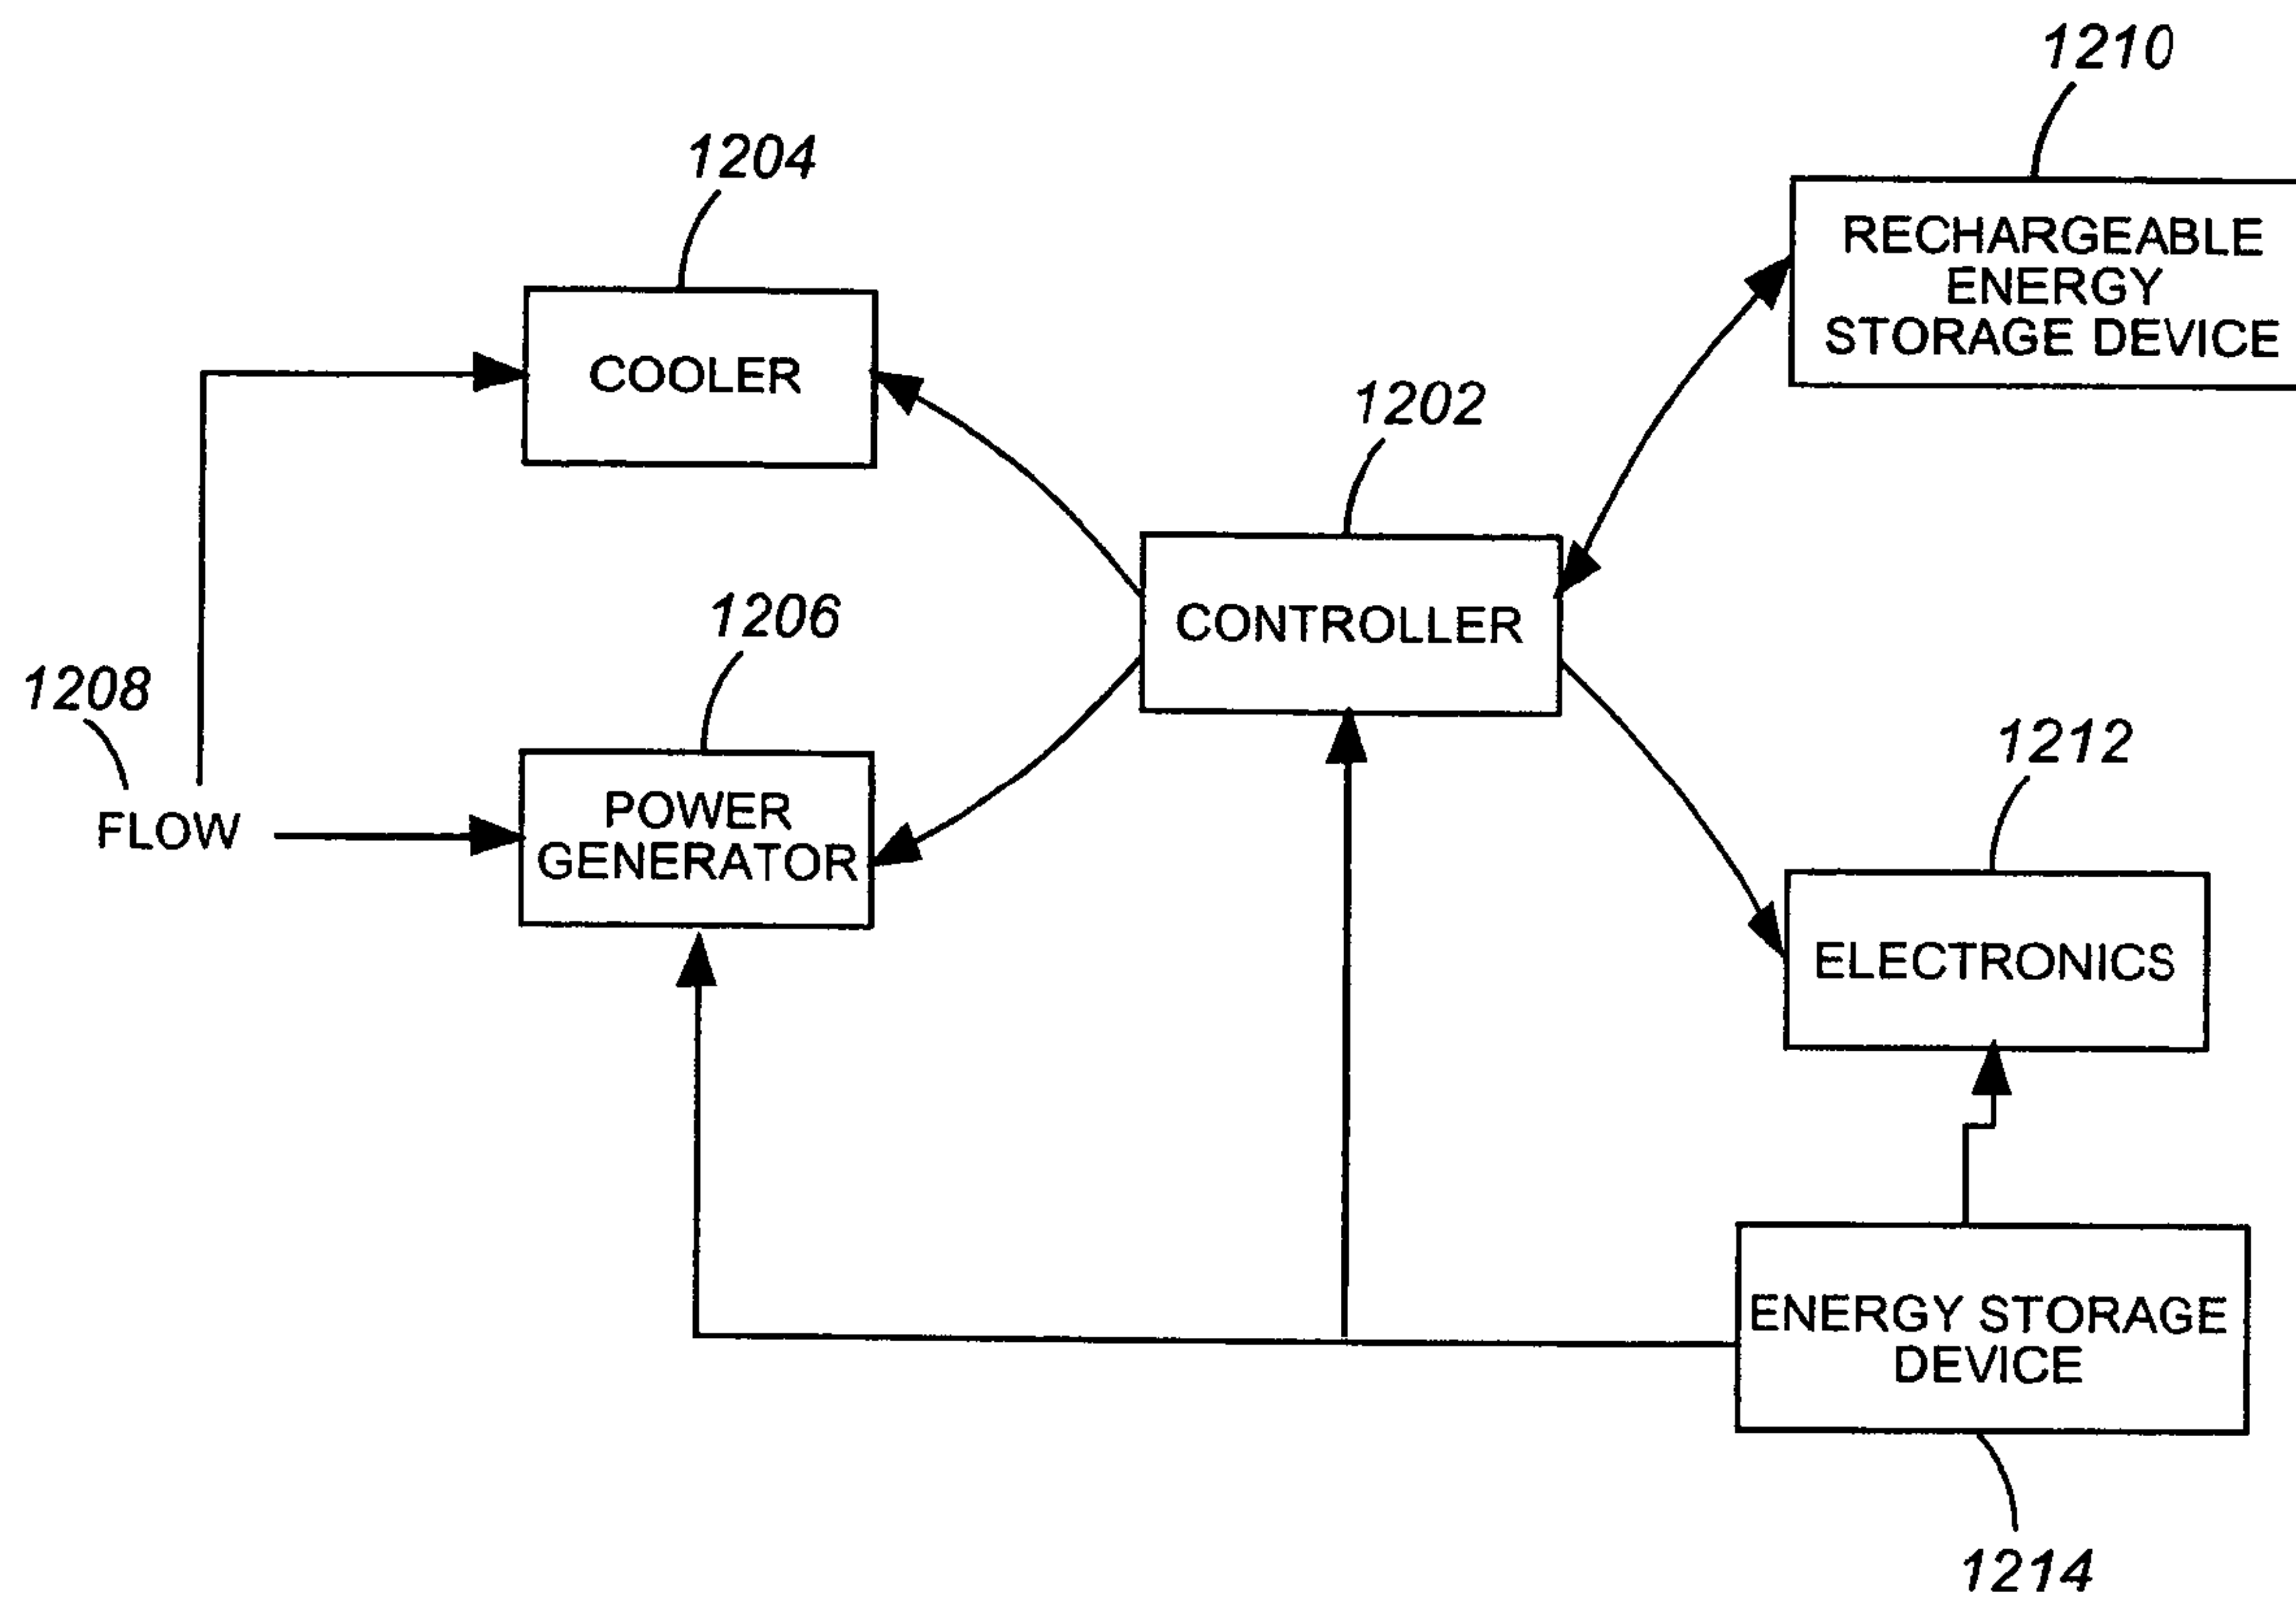 1210
1204
RECHARGEABLE
ENERGY
STORAGE DEVICE
COOLER
1202
1206
CONTROLLER
1208
1212
POWER
GENERATOR
FLOW
ELECTRONICS
ENERGY STORAGE
DEVICE
1214